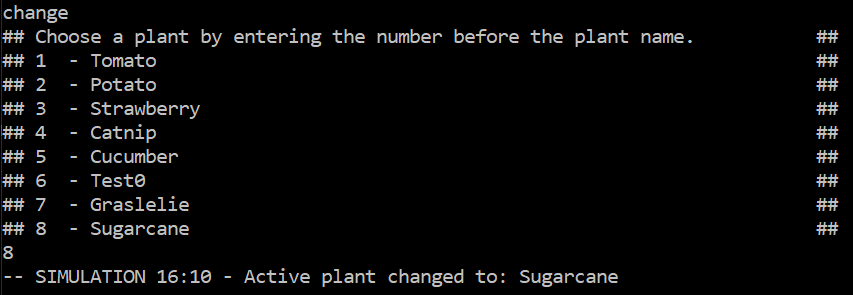 change
## Choose a plant by entering the number before the plant name. ##
## 1  - Tomato ##
## 2  - Potato ##
## 3  - Strawberry ##
## 4  - Catnip ##
## 5  - Cucumber ##
## 6  - Test0 ##
## 7  - Graslelie ##
## 8  - Sugarcane ##
8
-- SIMULATION 16:10 - Active plant changed to: Sugarcane